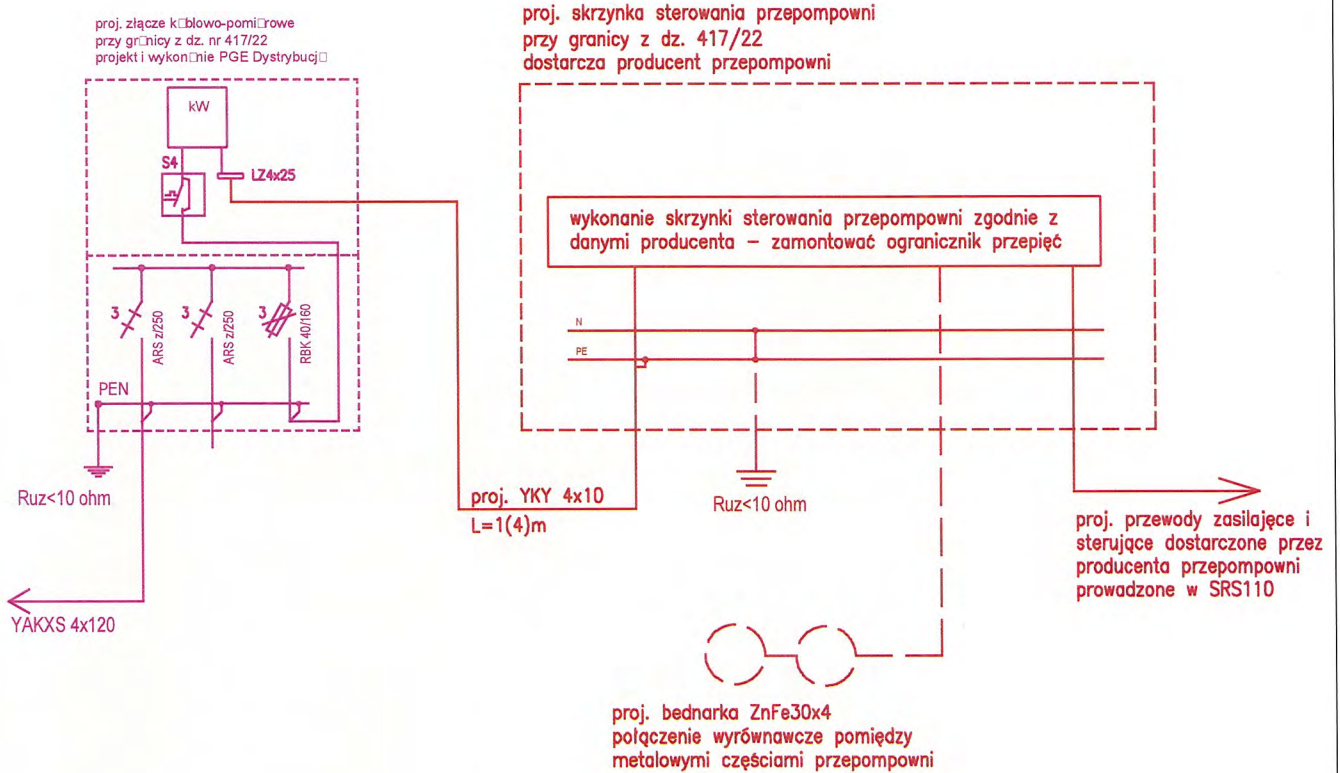 proj. złącze k□blowo-pomi□rowe
przy gr□nicy z dz. nr 417/22
projekt i wykon□nie PGE Dystrybucj□
kW
S4
LZ4x25
3
ARS z/250
3
ARS z/250
3
RBK 40/160
PEN
Ruz<10 ohm
YAKXS 4x120
proj. skrzynka sterowania przepompowni
przy granicy z dz. 417/22
dostarcza producent przepompowni
wykonanie skrzynki sterowania przepompowni zgodnie z
danymi producenta – zamontować ogranicznik przepięć
N
PE
proj. YKY 4x10
L=1(4)m
Ruz<10 ohm
proj. przewody zasilające i
sterujące dostarczone przez
producenta przepompowni
prowadzone w SRS110
proj. bednarka ZnFe30x4
połączenie wyrównawcze pomiędzy
metalowymi częściami przepompowni